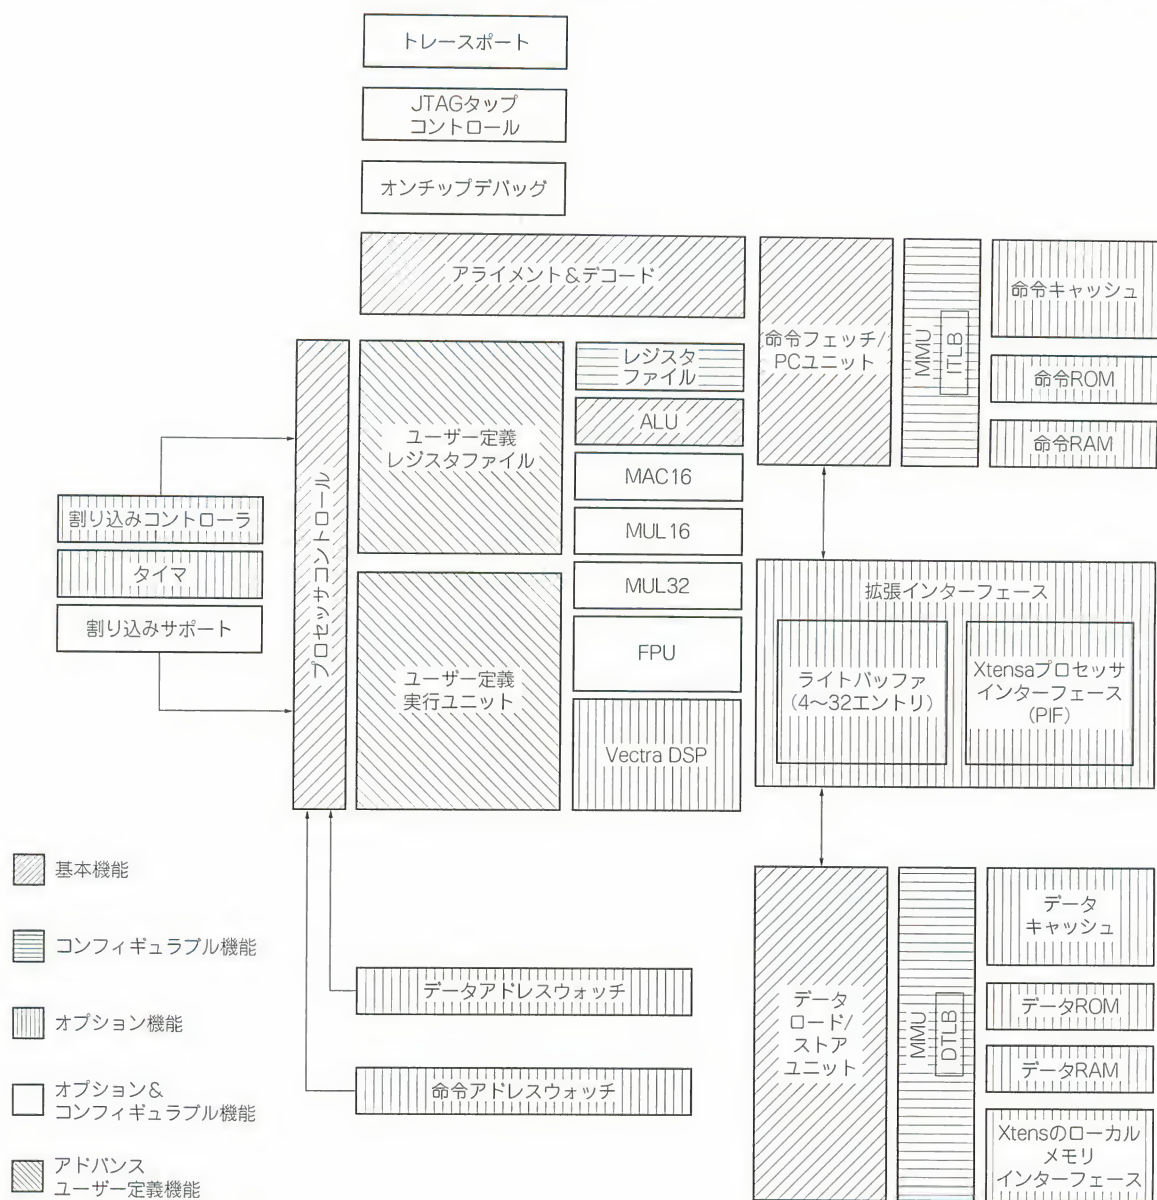 トレースポート
JTAGタップ
コントロール
オンチップデバッグ
アライメント＆デコード
命令フェッチ/
PCユニット
MMU
ITLB
命令キャッシュ
命令ROM
命令RAM
プロセッサコントロール
ユーザー定義
レジスタファイル
レジスタ
ファイル
ALU
MAC16
MUL16
MUL32
FPU
Vectra DSP
ユーザー定義
実行ユニット
割り込みコントローラ
タイマ
割り込みサポート
拡張インターフェース
ライトバッファ
(4〜32エントリ)
Xtensaプロセッサ
インターフェース
(PIF)
基本機能
コンフィギュラブル機能
オプション機能
オプション＆
コンフィギュラブル機能
アドバンス
ユーザー定義機能
データアドレスウォッチ
命令アドレスウォッチ
データ
ロード/
ストア
ユニット
MMU
DTLB
データ
キャッシュ
データROM
データRAM
Xtensのローカル
メモリ
インターフェース